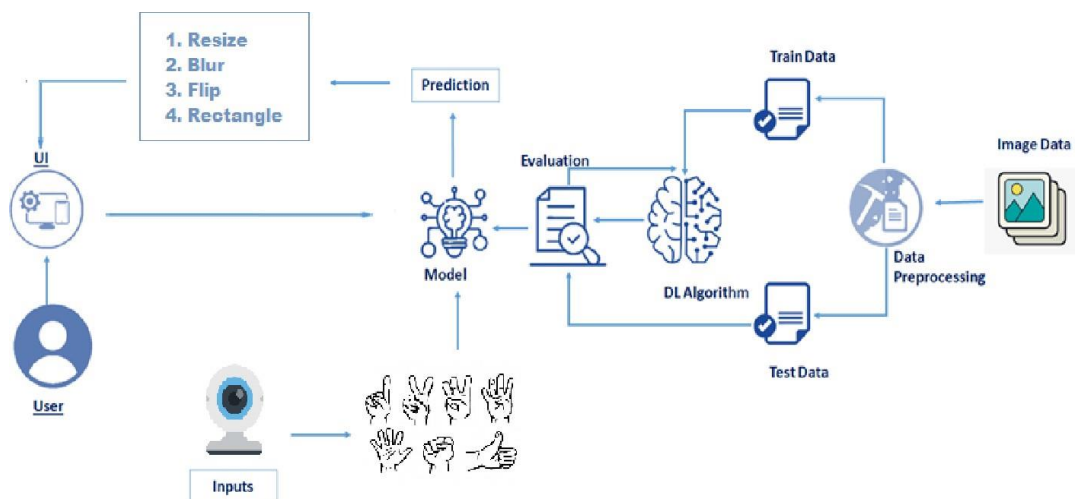 1. Resize
2. Blur
3. Flip
4. Rectangle
Prediction
Train Data
Image Data
UI
Evaluation
Model
DL Algorithm
Data
Preprocessing
User
Test Data
Inputs